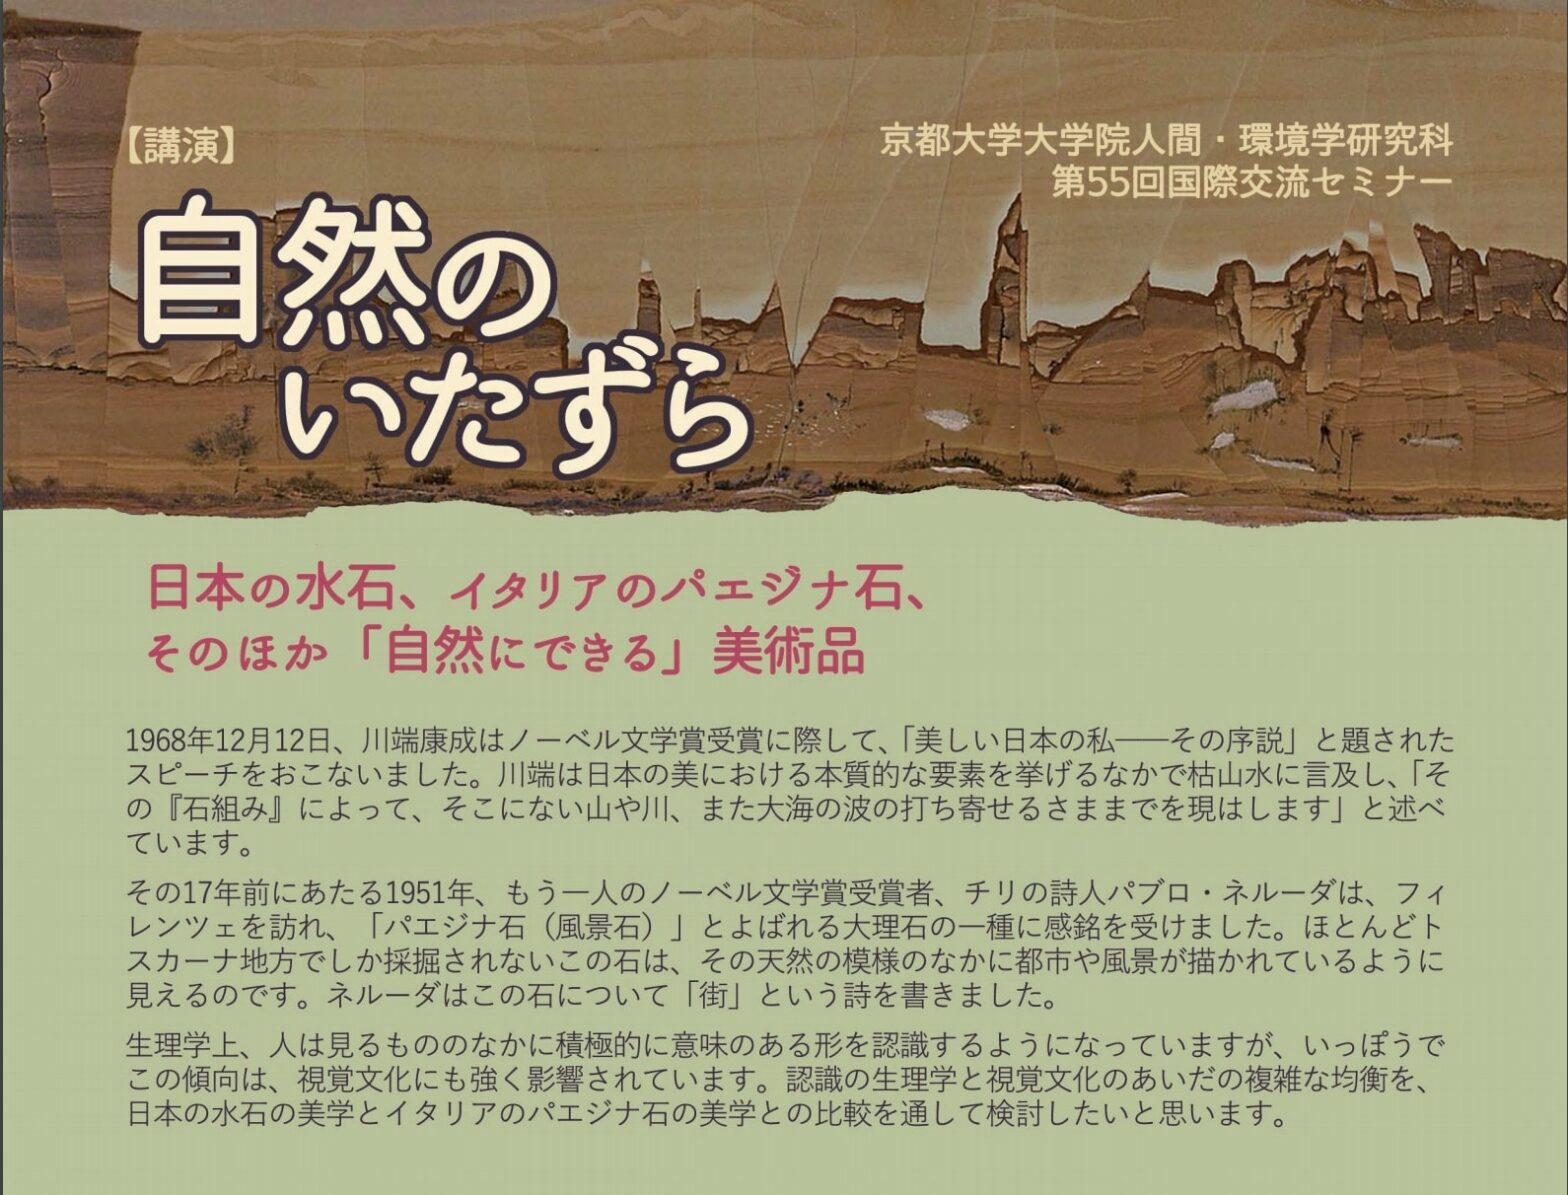 【講演】
京都大学大学院人間・環境学研究科
第55回国際交流セミナー
自然の
いたずら
日本の水石、イタリアのパエジナ石、
そのほか「自然にできる」美術品
1968年12月12日、川端康成はノーベル文学賞受賞に際して、「美しい日本の私――その序説」と題された
スピーチをおこないました。川端は日本の美における本質的な要素を挙げるなかで枯山水に言及し、「そ
の『石組み』によって、そこにない山や川、また大海の波の打ち寄せるさままでを現はします」と述べ
ています。
その17年前にあたる1951年、もう一人のノーベル文学賞受賞者、チリの詩人パブロ・ネルーダは、フィ
レンツェを訪れ、「パエジナ石（風景石）」とよばれる大理石の一種に感銘を受けました。ほとんどト
スカーナ地方でしか採掘されないこの石は、その天然の模様のなかに都市や風景が描かれているように
見えるのです。ネルーダはこの石について「街」という詩を書きました。
生理学上、人は見るもののなかに積極的に意味のある形を認識するようになっていますが、いっぽうで
この傾向は、視覚文化にも強く影響されています。認識の生理学と視覚文化のあいだの複雑な均衡を、
日本の水石の美学とイタリアのパエジナ石の美学との比較を通して検討したいと思います。